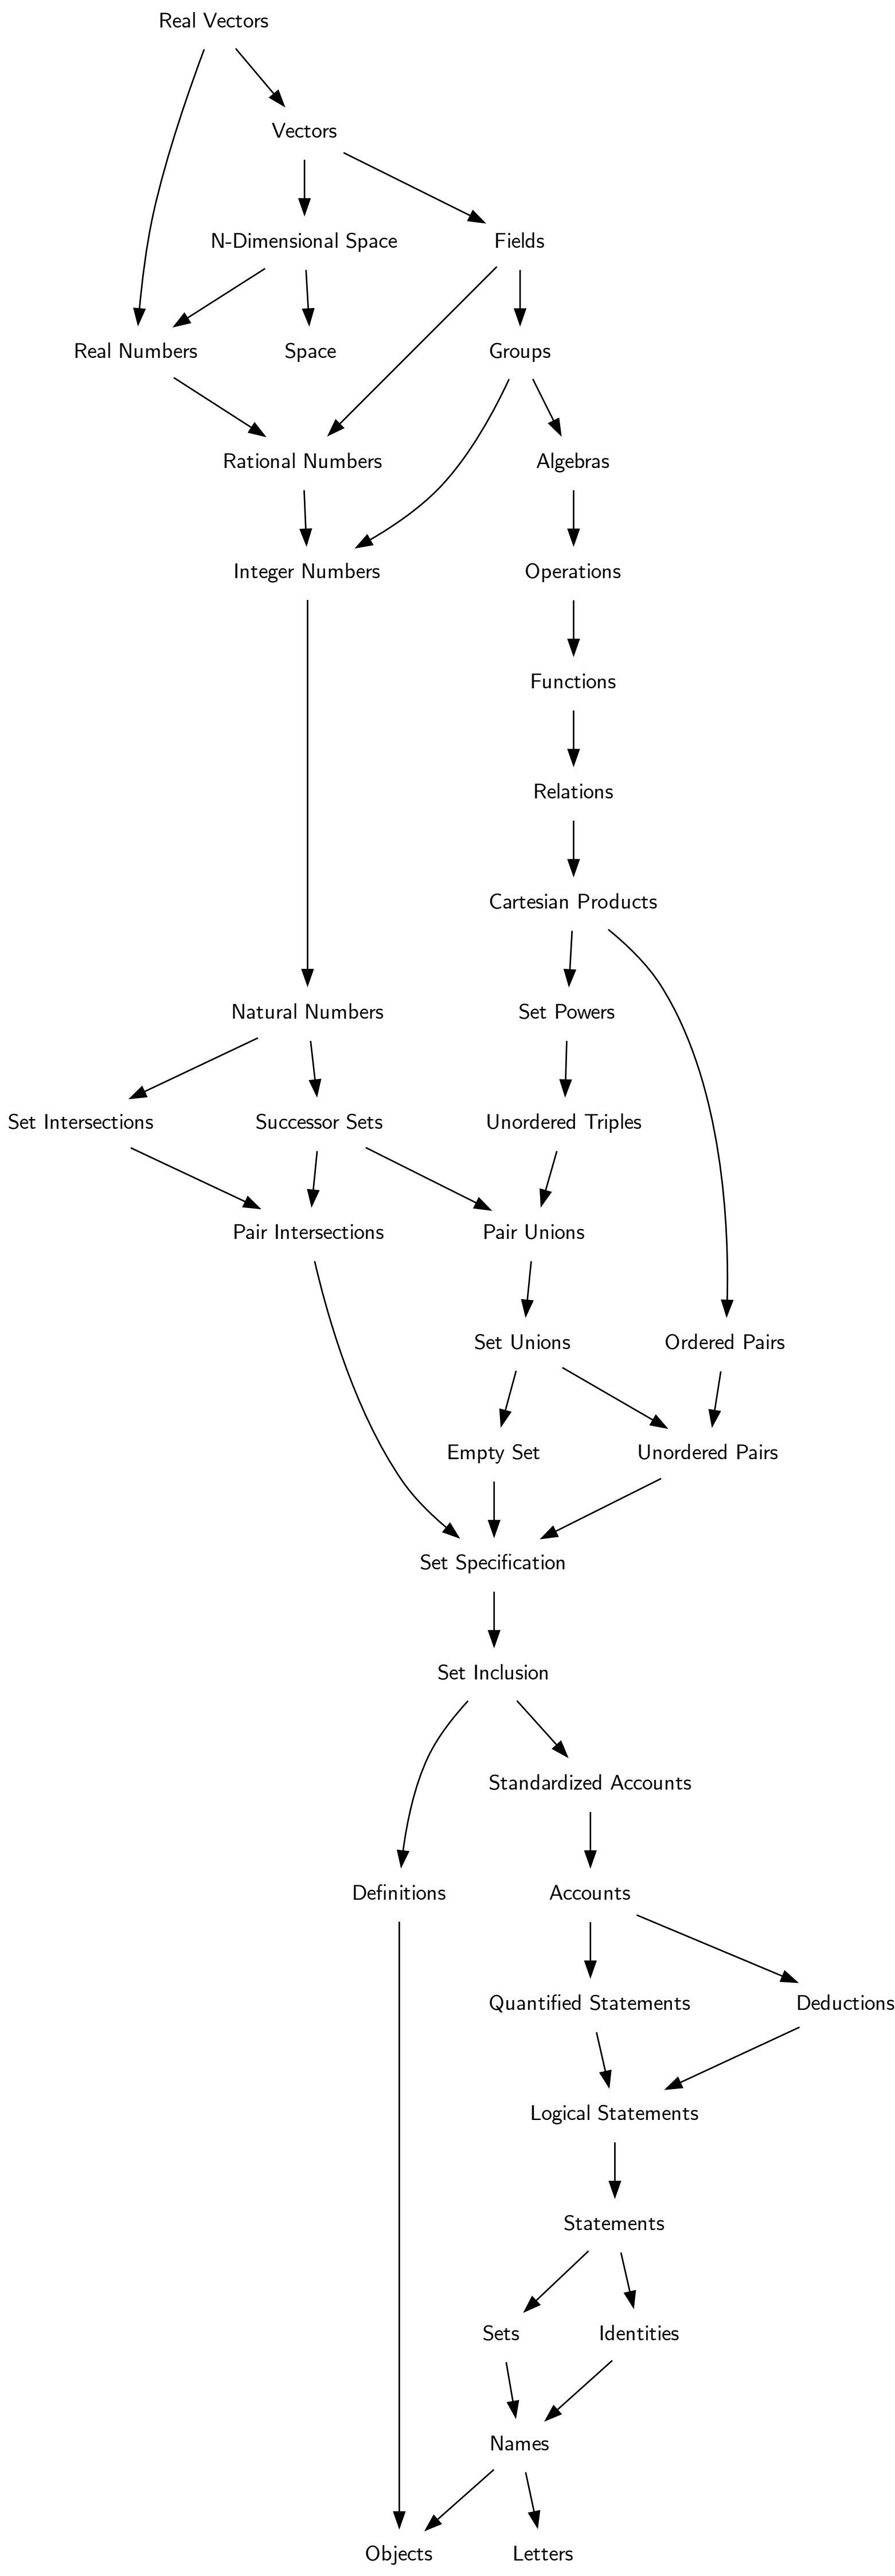 Real Vectors
Vectors
N-Dimensional Space
Fields
Real Numbers
Space
Groups
Rational Numbers
Algebras
Integer Numbers
Operations
Functions
Relations
Cartesian Products
Natural Numbers
Set Powers
Set Intersections
Successor Sets
Unordered Triples
Pair Intersections
Pair Unions
Set Unions
Ordered Pairs
Empty Set
Unordered Pairs
Set Specification
Set Inclusion
Standardized Accounts
Definitions
Accounts
Quantified Statements
Deductions
Logical Statements
Statements
Sets
Identities
Names
Objects
Letters